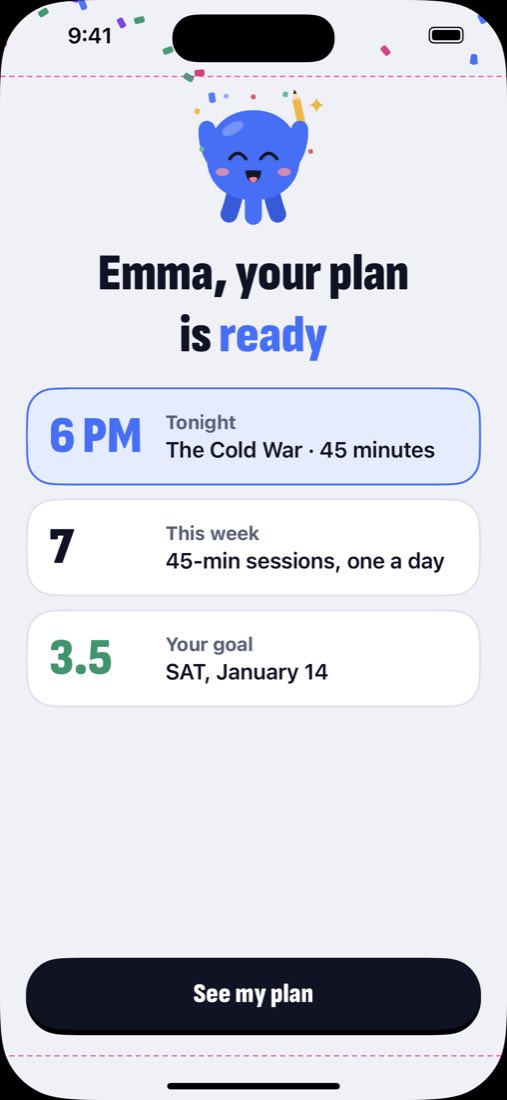 9:41
Emma, your plan
is ready
6 PM
Tonight
The Cold War · 45 minutes
7
This week
45-min sessions, one a day
3.5
Your goal
SAT, January 14
See my plan